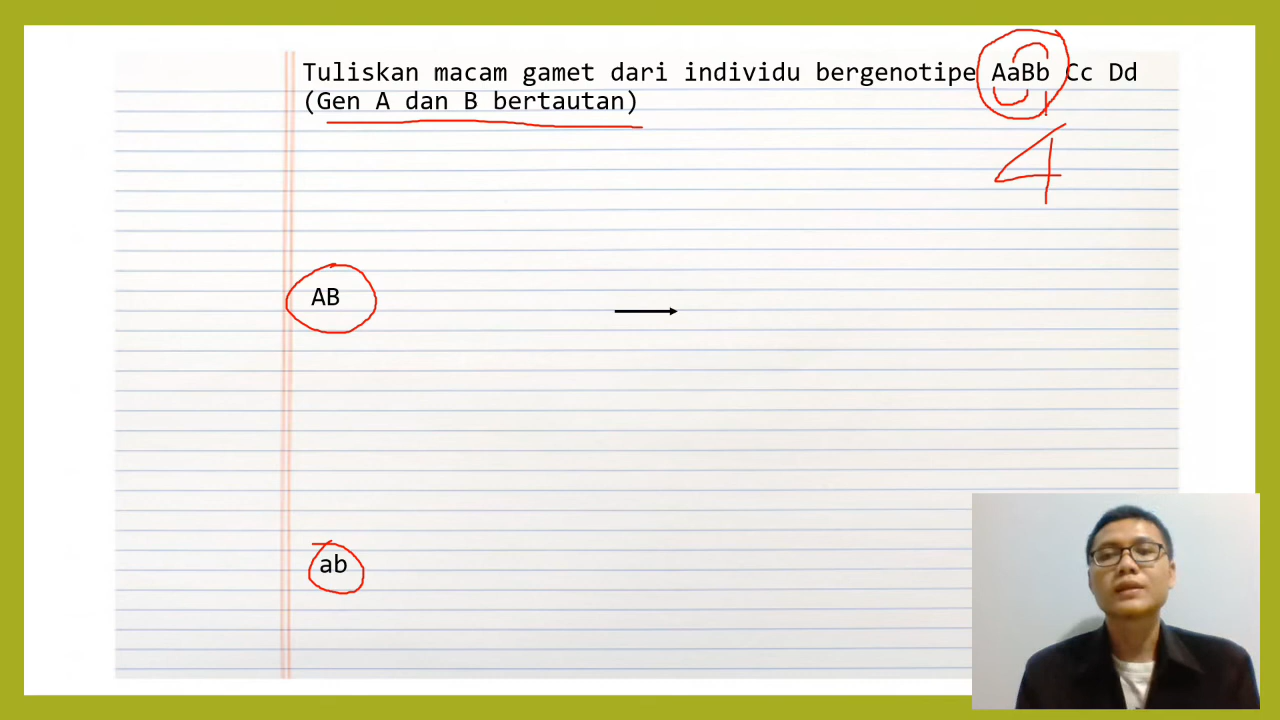 Tuliskan macam gamet dari individu bergenotipe AaBb Cc Dd
(Gen A dan B bertautan)
4
AB
ab